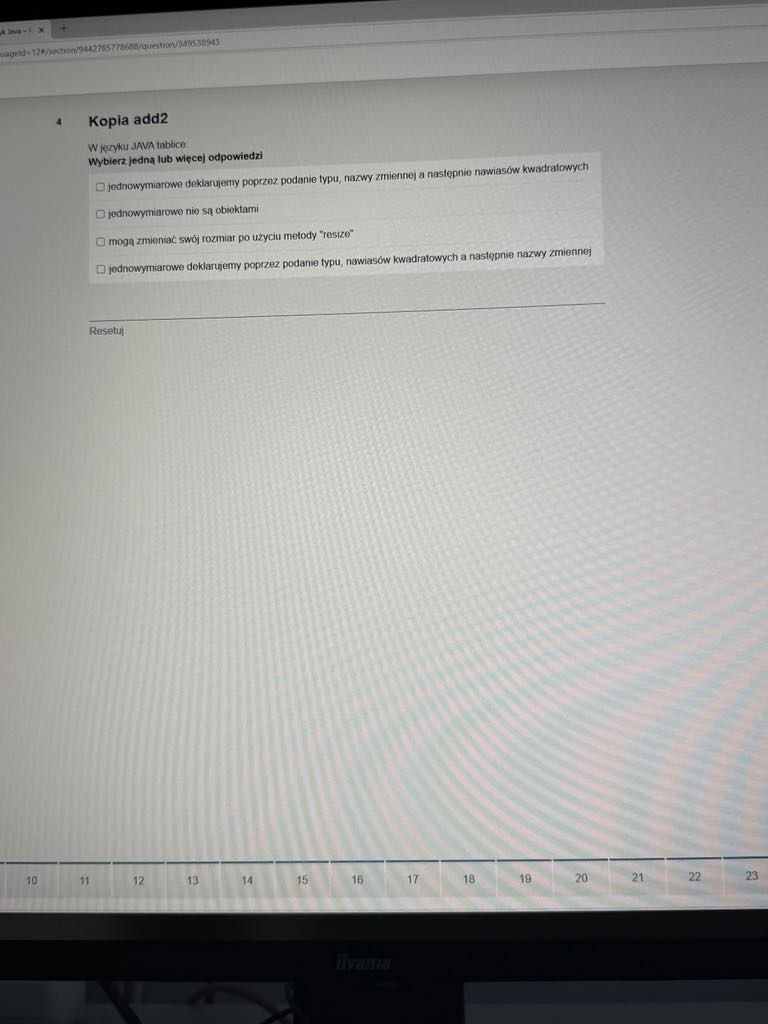 yk Java –
uageId=12#/section/9442785778688/question/349538943
4 Kopia add2
W języku JAVA tablice:
Wybierz jedną lub więcej odpowiedzi
jednowymiarowe deklarujemy poprzez podanie typu, nazwy zmiennej a następnie nawiasów kwadratowych
jednowymiarowe nie są obiektami
mogą zmieniać swój rozmiar po użyciu metody "resize"
jednowymiarowe deklarujemy poprzez podanie typu, nawiasów kwadratowych a następnie nazwy zmiennej
Resetuj
10 11 12 13 14 15 16 17 18 19 20 21 22 23
iiyama